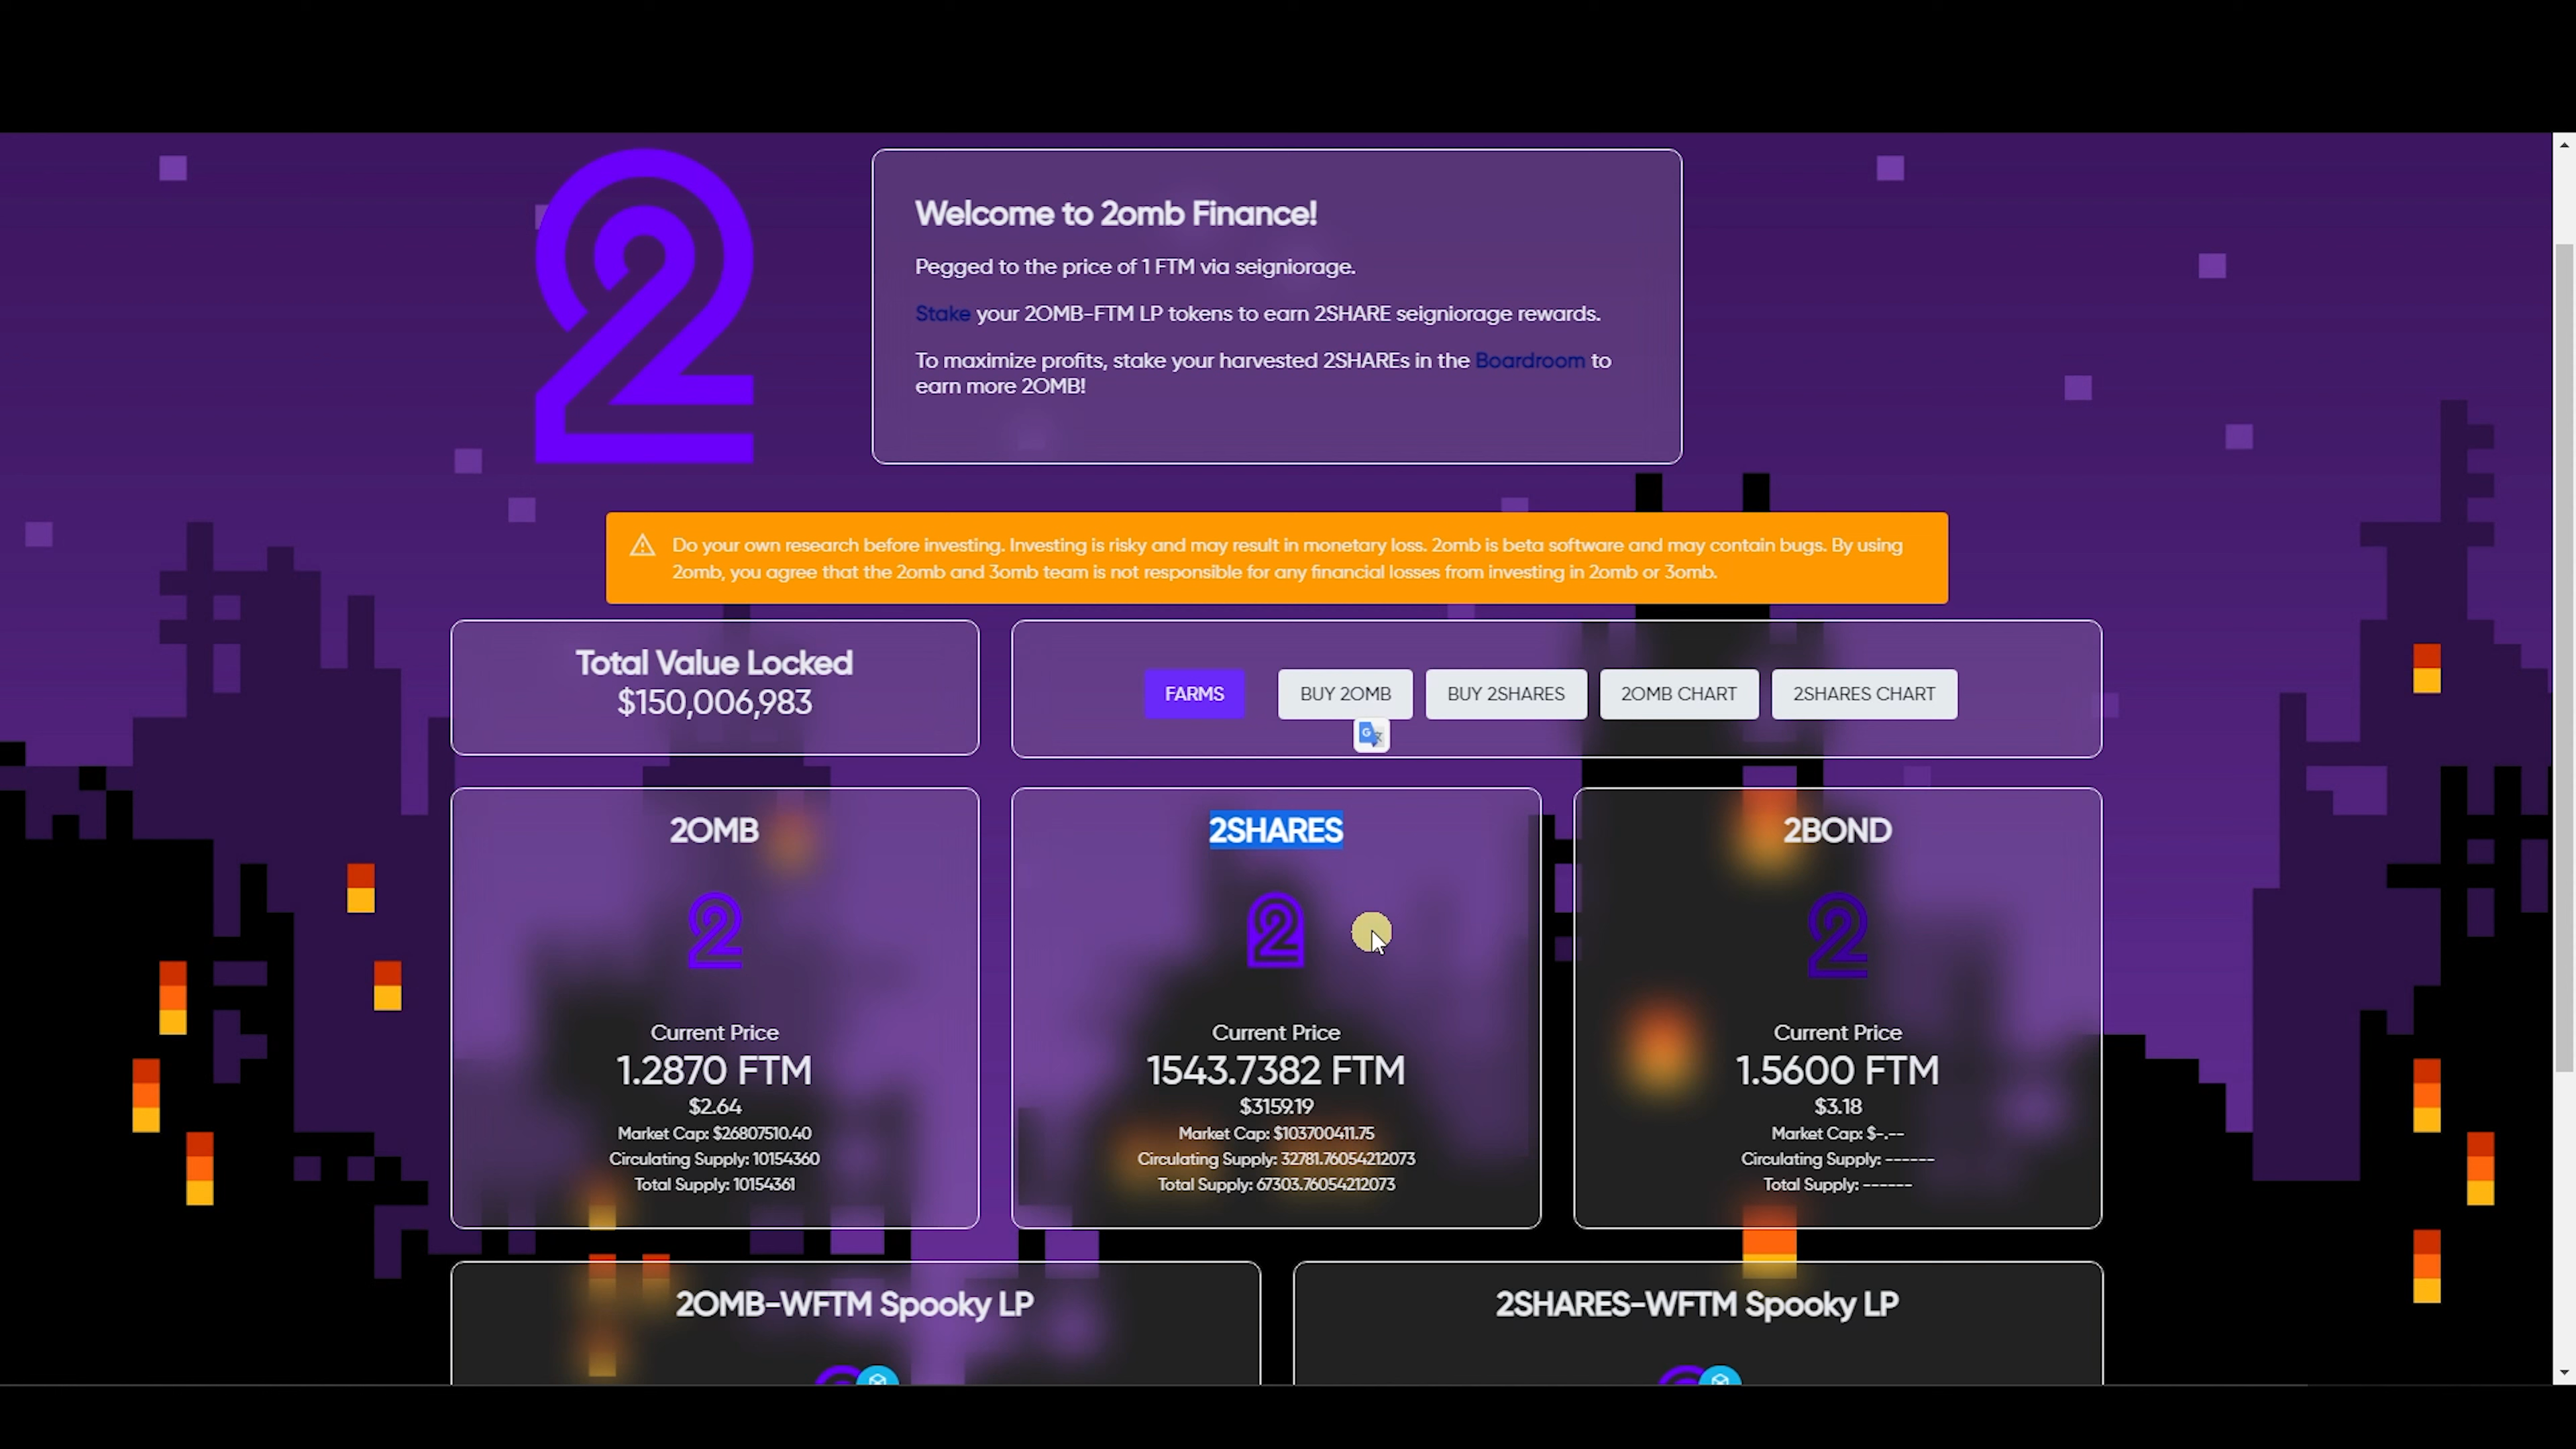 Welcome to 2omb Finance!
Pegged to the price of 1 FTM via seigniorage.
Stake your 2OMB-FTM LP tokens to earn 2SHARE seigniorage rewards.
To maximize profits, stake your harvested 2SHAREs in the Boardroom to
earn more 2OMB!
Do your own research before investing. Investing is risky and may result in monetary loss. 2omb is beta software and may contain bugs. By using
2omb, you agree that the 2omb and 3omb team is not responsible for any financial losses from investing in 2omb or 3omb.
Total Value Locked
$150,006,983
FARMS
BUY 2OMB
BUY 2SHARES
2OMB CHART
2SHARES CHART
2OMB
Current Price
1.2870 FTM
$2.64
Market Cap: $26807510.40
Circulating Supply: 10154360
Total Supply: 10154361
2SHARES
Current Price
1543.7382 FTM
$3159.19
Market Cap: $103700411.75
Circulating Supply: 32781.76054212073
Total Supply: 67303.76054212073
2BOND
Current Price
1.5600 FTM
$3.18
Market Cap: $-.--
Circulating Supply: ------
Total Supply: ------
2OMB-WFTM Spooky LP
2SHARES-WFTM Spooky LP